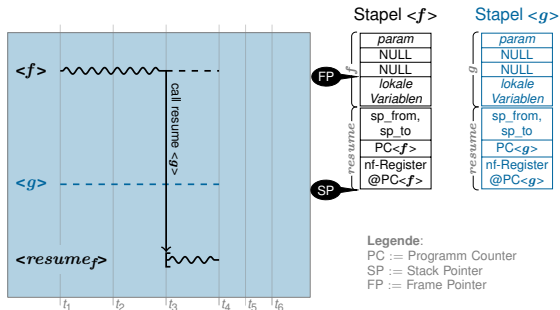 Stapel <f>
Stapel <g>
<f>
call resume <g>
<g>
<resume_f>
t1
t2
t3
t4
t5
t6
FP
SP
f
resume
param
NULL
NULL
lokale
Variablen
sp_from,
sp_to
PC<f>
nf-Register
@PC<f>
g
resume
param
NULL
NULL
lokale
Variablen
sp_from,
sp_to
PC<g>
nf-Register
@PC<g>
Legende:
PC := Programm Counter
SP := Stack Pointer
FP := Frame Pointer